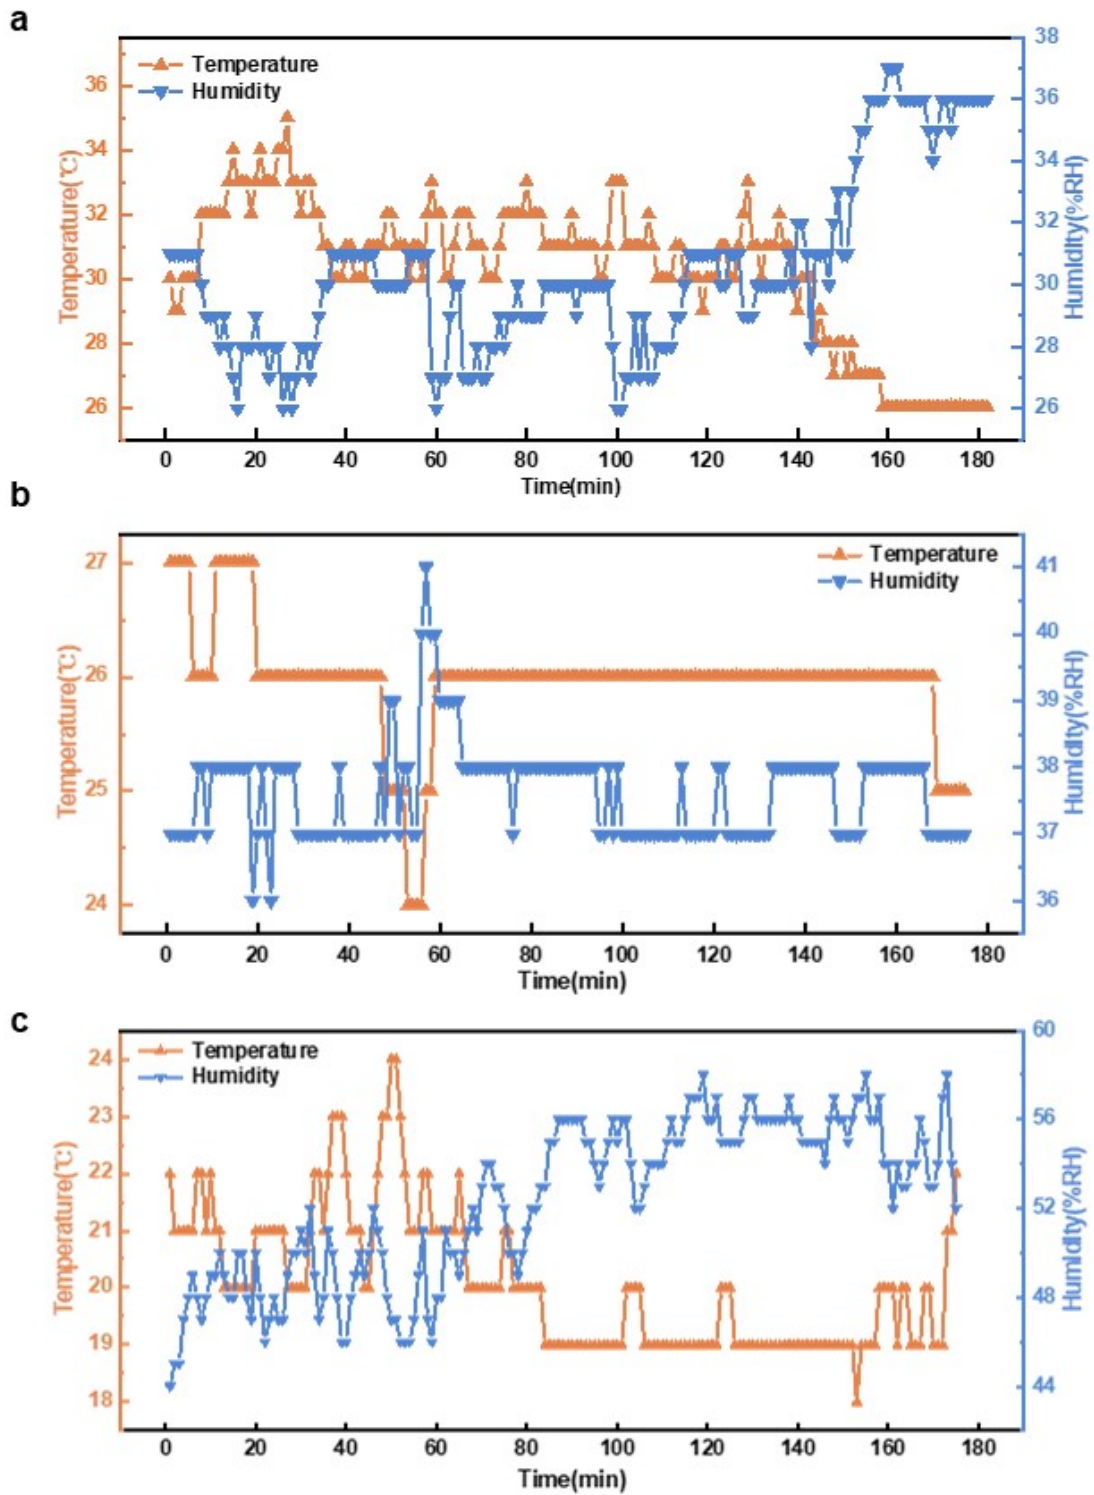 a
Temperature
Humidity
Temperature(℃)
36
34
32
30
28
26
38
36
34
32
30
28
26
Humidity(%RH)
0 20 40 60 80 100 120 140 160 180
Time(min)
b
Temperature
Humidity
Temperature(℃)
27
26
25
24
41
40
39
38
37
36
Humidity(%RH)
0 20 40 60 80 100 120 140 160 180
Time(min)
c
Temperature
Humidity
Temperature(℃)
24
23
22
21
20
19
18
60
56
52
48
44
Humidity(%RH)
0 20 40 60 80 100 120 140 160 180
Time(min)